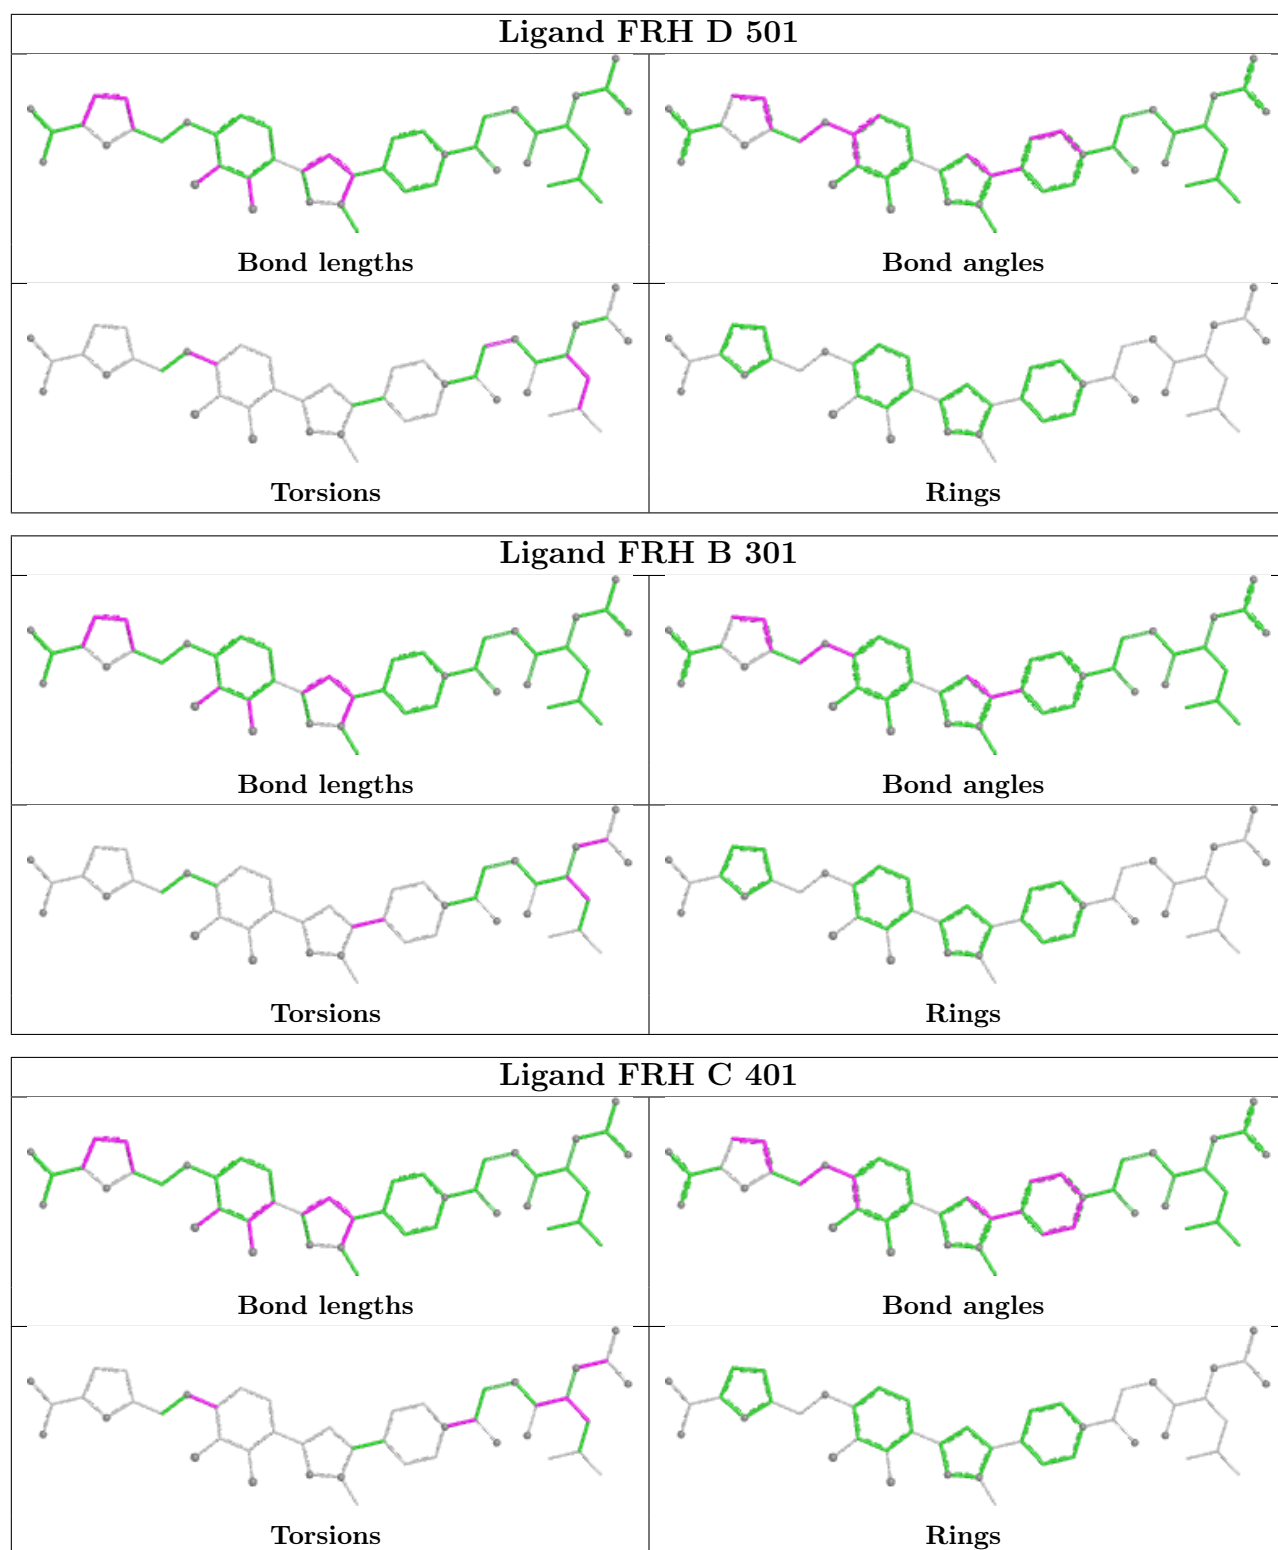 Ligand FRH D 501
Bond lengths
Bond angles
Torsions
Rings
Ligand FRH B 301
Bond lengths
Bond angles
Torsions
Rings
Ligand FRH C 401
Bond lengths
Bond angles
Torsions
Rings